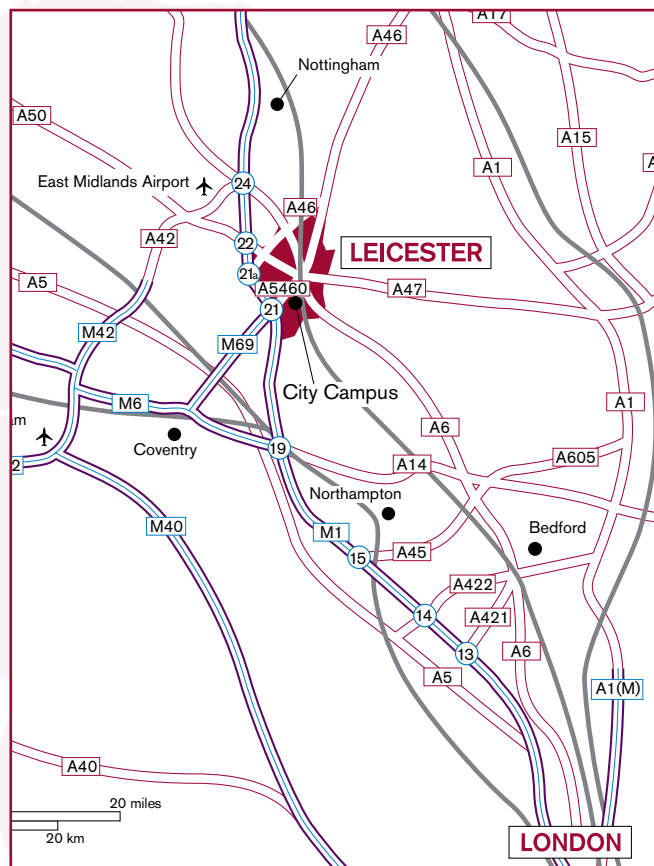 A17
A46
Nottingham
A50
A15
A1
East Midlands Airport
24
A46
A42
22
LEICESTER
21a
A5
A5460
A47
21
M42
M69
City Campus
M6
A1
A6
19
Coventry
A14
A605
Northampton
M40
M1
Bedford
15
A45
A422
14
A421
13
A6
A5
A1(M)
A40
20 miles
20 km
LONDON